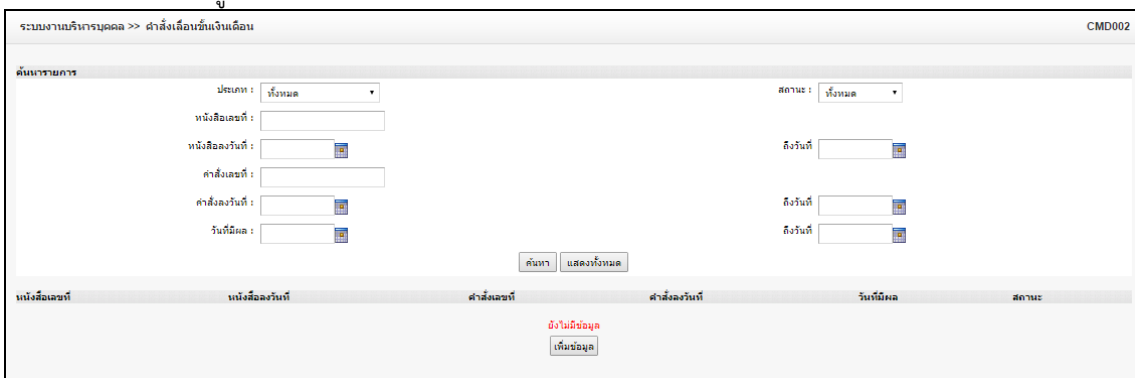 ระบบงานบริหารบุคคล >> คำสั่งเลื่อนขั้นเงินเดือน CMD002
ค้นหารายการ
ประเภท : ทั้งหมด สถานะ : ทั้งหมด
หนังสือเลขที่ :
หนังสือลงวันที่ : ถึงวันที่
คำสั่งเลขที่ :
คำสั่งลงวันที่ : ถึงวันที่
วันที่มีผล : ถึงวันที่
ค้นหา แสดงทั้งหมด
หนังสือเลขที่ หนังสือลงวันที่ คำสั่งเลขที่ คำสั่งลงวันที่ วันที่มีผล สถานะ
ยังไม่มีข้อมูล
เพิ่มข้อมูล